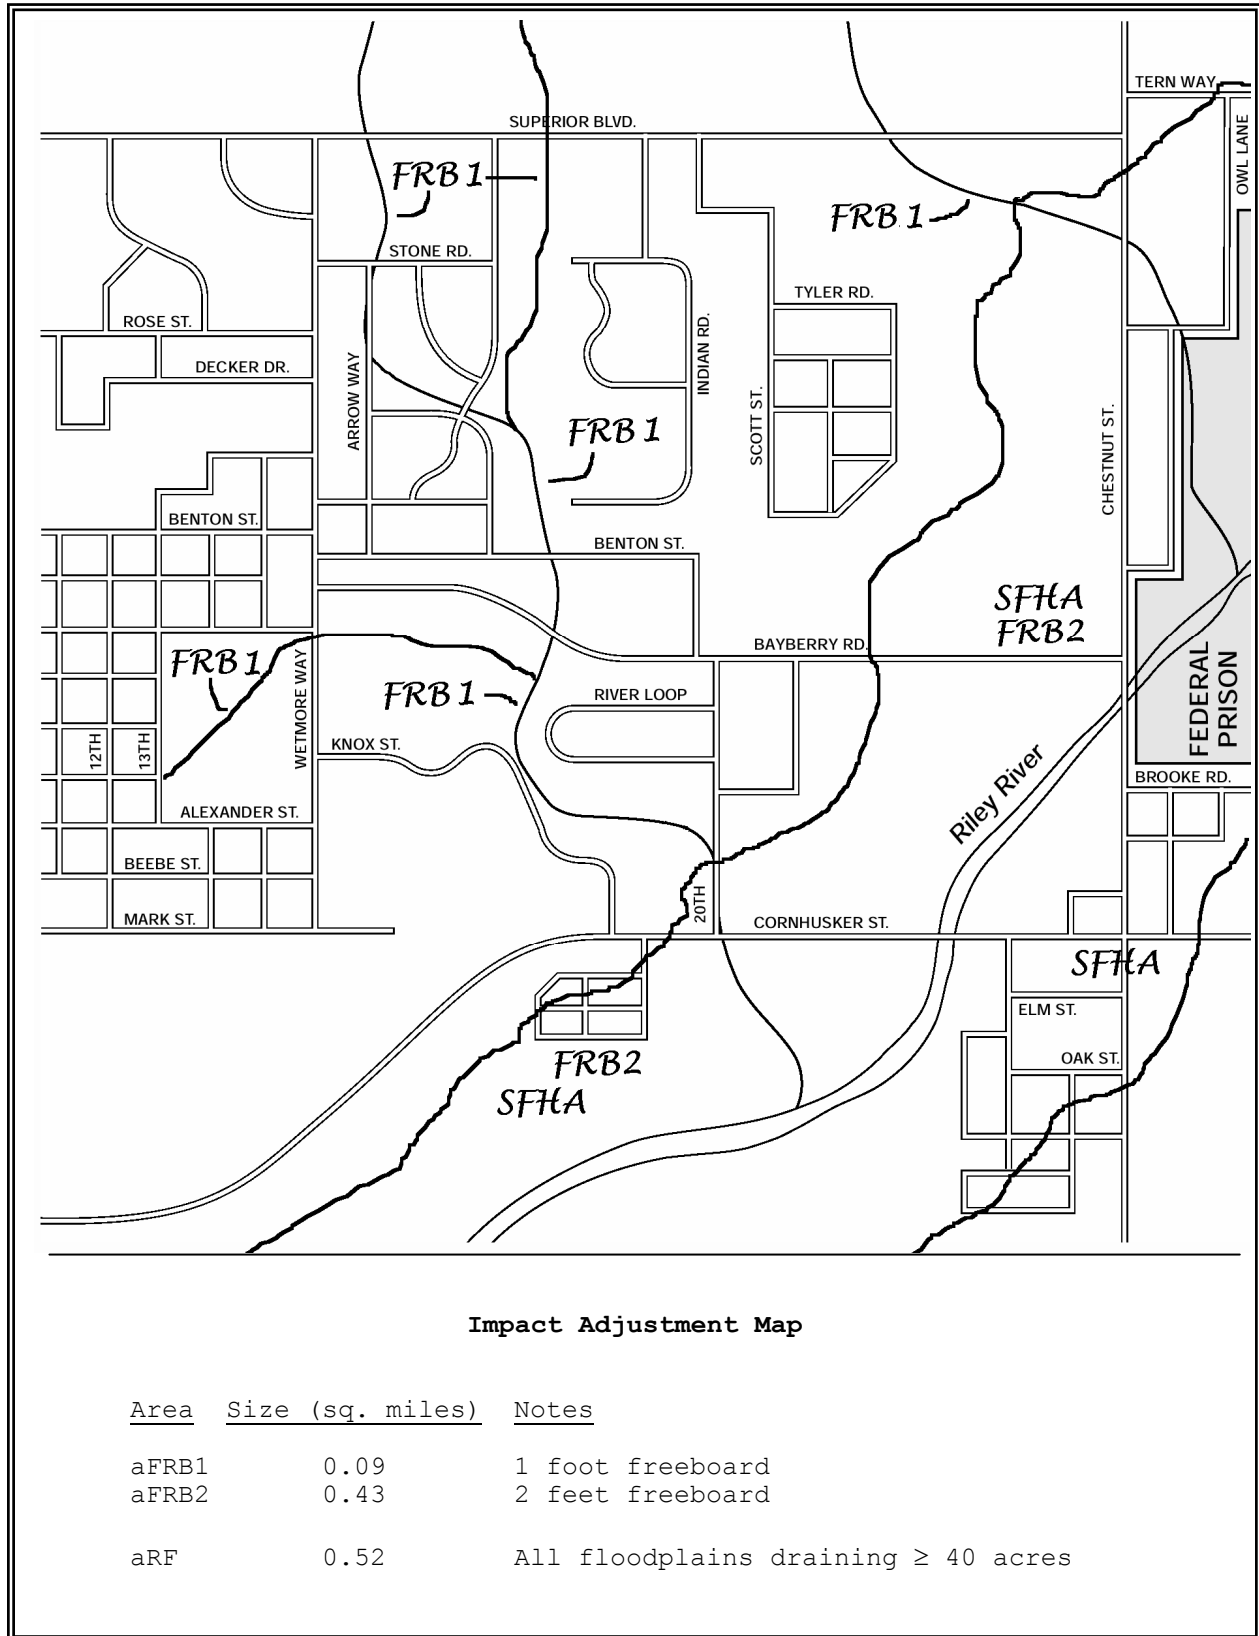 TERN WAY
SUPERIOR BLVD.
OWL LANE
FRB 1
FRB 1
STONE RD.
TYLER RD.
ROSE ST.
DECKER DR.
ARROW WAY
INDIAN RD.
SCOTT ST.
CHESTNUT ST.
FRB 1
BENTON ST.
BENTON ST.
SFHA
FRB2
BAYBERRY RD.
FRB 1
WETMORE WAY
FRB 1
RIVER LOOP
FEDERAL
PRISON
12TH
13TH
KNOX ST.
Riley River
BROOKE RD.
ALEXANDER ST.
BEEBE ST.
MARK ST.
20TH
CORNHUSKER ST.
SFHA
ELM ST.
OAK ST.
FRB2
SFHA
Impact Adjustment Map
Area Size (sq. miles) Notes
aFRB1 0.09 1 foot freeboard
aFRB2 0.43 2 feet freeboard
aRF 0.52 All floodplains draining ≥ 40 acres